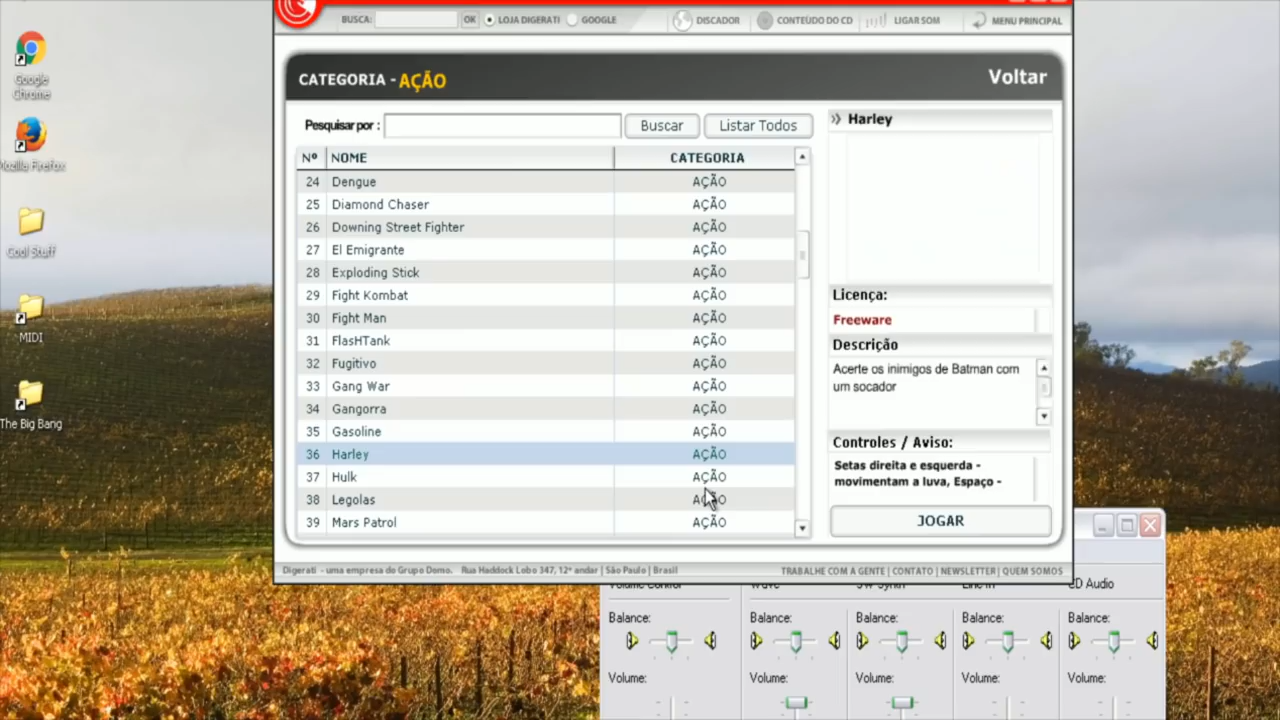 BUSCA: OK LOJA DIGERATI GOOGLE DISCADOR CONTEÚDO DO CD LIGAR SOM MENU PRINCIPAL
Google
Chrome
Mozilla Firefox
Cool Stuff
MIDI
The Big Bang
CATEGORIA - AÇÃO Voltar
Pesquisar por : Buscar Listar Todos
Nº NOME CATEGORIA
24 Dengue AÇÃO
25 Diamond Chaser AÇÃO
26 Downing Street Fighter AÇÃO
27 El Emigrante AÇÃO
28 Exploding Stick AÇÃO
29 Fight Kombat AÇÃO
30 Fight Man AÇÃO
31 FlasHTank AÇÃO
32 Fugitivo AÇÃO
33 Gang War AÇÃO
34 Gangorra AÇÃO
35 Gasoline AÇÃO
36 Harley AÇÃO
37 Hulk AÇÃO
38 Legolas AÇÃO
39 Mars Patrol AÇÃO
Harley
Licença:
Freeware
Descrição
Acerte os inimigos de Batman com
um socador
Controles / Aviso:
Setas direita e esquerda -
movimentam a luva, Espaço -
JOGAR
Digerati - uma empresa do Grupo Domo. Rua Haddock Lobo 347, 12º andar | São Paulo | Brasil
TRABALHE COM A GENTE | CONTATO | NEWSLETTER | QUEM SOMOS
Volume Control Wave SW Synth Line In CD Audio
Balance: Balance: Balance: Balance: Balance:
Volume: Volume: Volume: Volume: Volume: